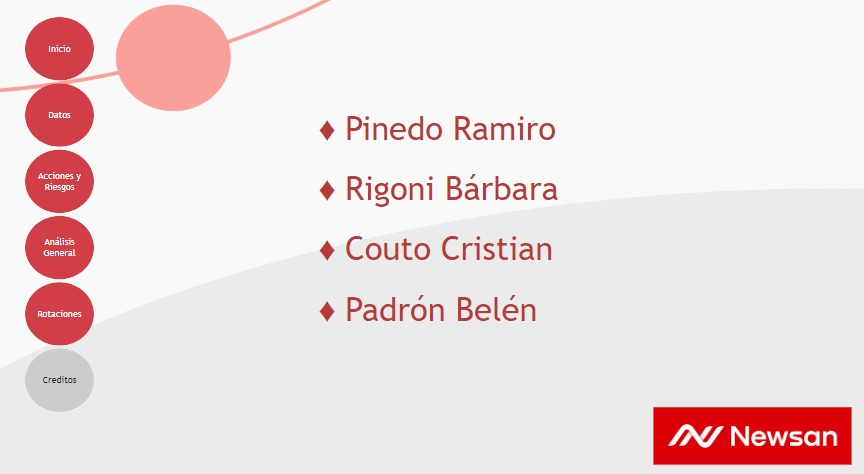 Inicio
Datos
Acciones y
Riesgos
Análisis
General
Rotaciones
Creditos
♦ Pinedo Ramiro
♦ Rigoni Bárbara
♦ Couto Cristian
♦ Padrón Belén
Newsan